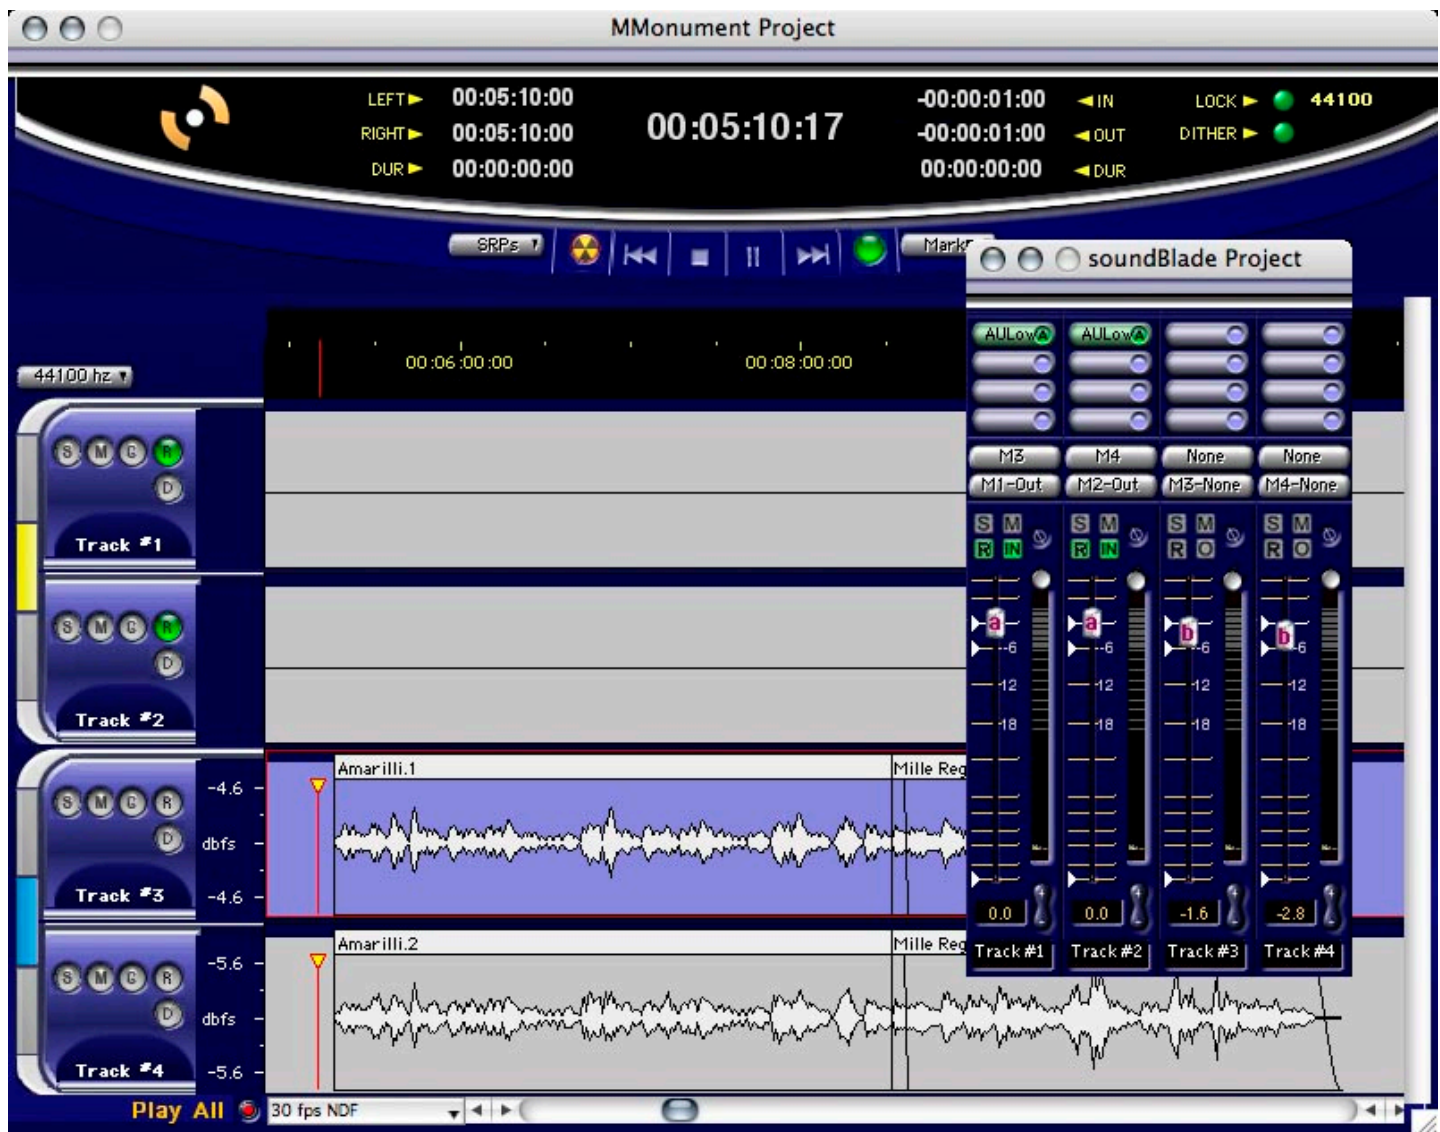 MMonument Project
LEFT 00:05:10:00
RIGHT 00:05:10:00
DUR 00:00:00:00
00:05:10:17
-00:00:01:00 IN
-00:00:01:00 OUT
00:00:00:00 DUR
LOCK 44100
DITHER
SRPs
soundBlade Project
AULow A AULow A
00:06:00:00 00:08:00:00
44100 hz
M3 M4 None None
M1-Out M2-Out M3-None M4-None
S M G R
D
Track #1
S M S M S M S M
R IN R IN R O R O
a a b b
-6 -6 -6 -6
-12 -12 -12 -12
-18 -18 -18 -18
S M G R
D
Track #2
Amarilli.1 Mille Reg
S M G R
D
-4.6
dbfs
-4.6
Track #3
0.0 0.0 -1.6 -2.8
Track #1 Track #2 Track #3 Track #4
Amarilli.2 Mille Reg
S M G R
D
-5.6
dbfs
-5.6
Track #4
Play All 30 fps NDF